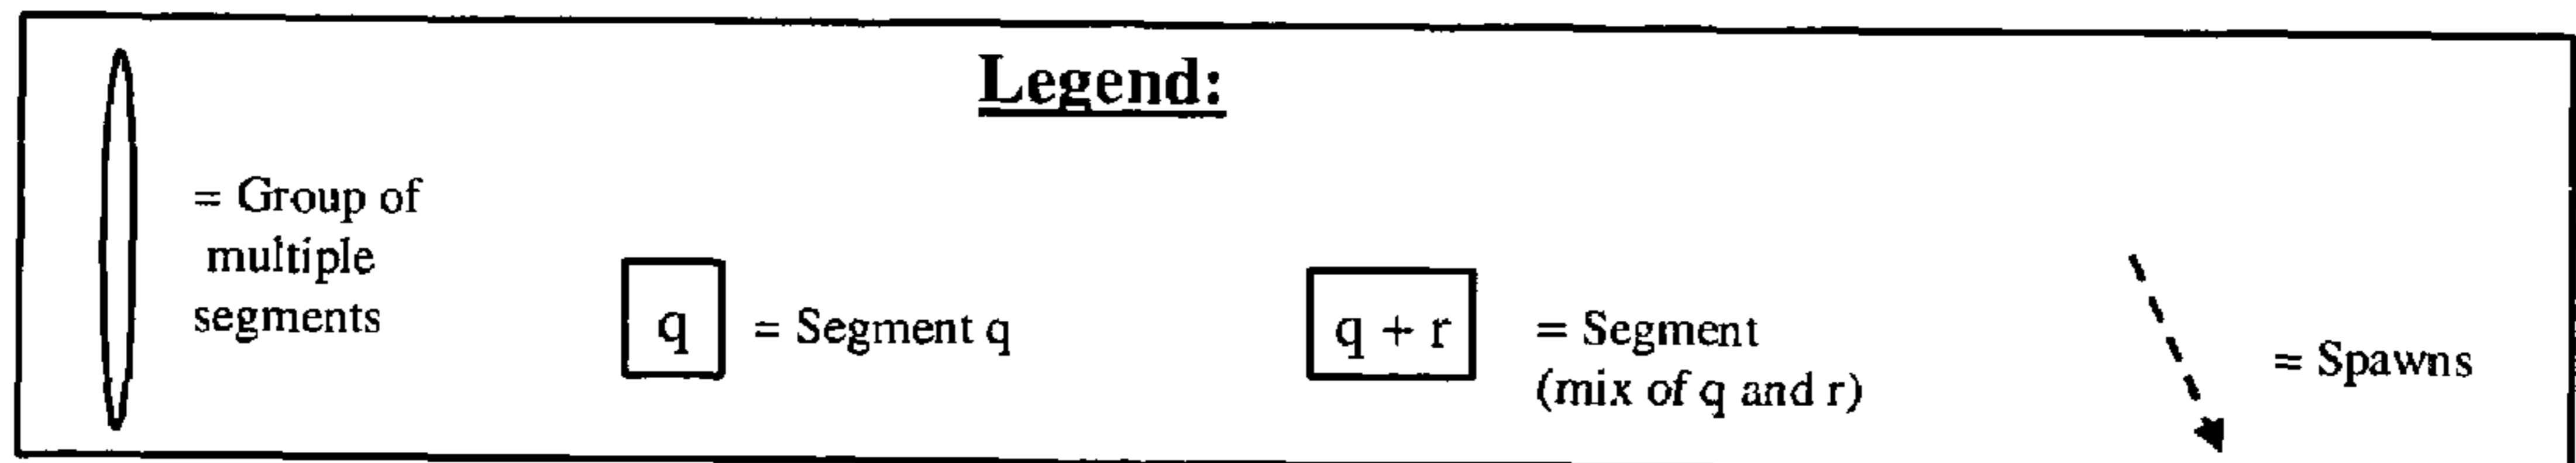 Legend:
= Group of
multiple
segments
q
= Segment q
q + r
= Segment
(mix of q and r)
= Spawns